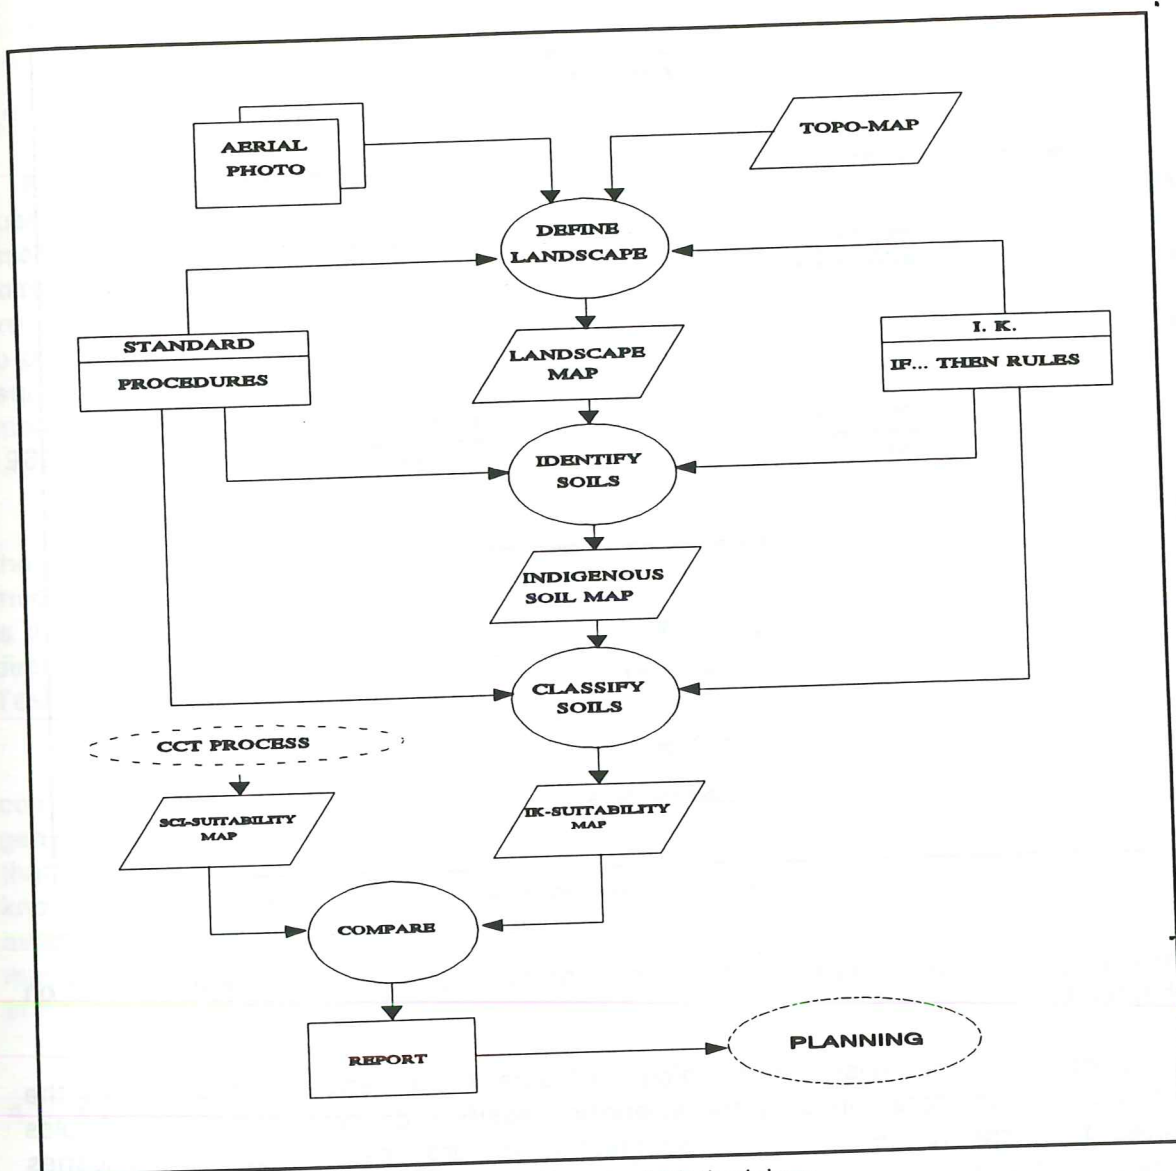 AERIAL
PHOTO
TOPO-MAP
DEFINE
LANDSCAPE
STANDARD
PROCEDURES
LANDSCAPE
MAP
I. K.
IF... THEN RULES
IDENTIFY
SOILS
INDIGENOUS
SOIL MAP
CLASSIFY
SOILS
CCT PROCESS
SCI-SUITABILITY
MAP
IK-SUITABILITY
MAP
COMPARE
REPORT
PLANNING